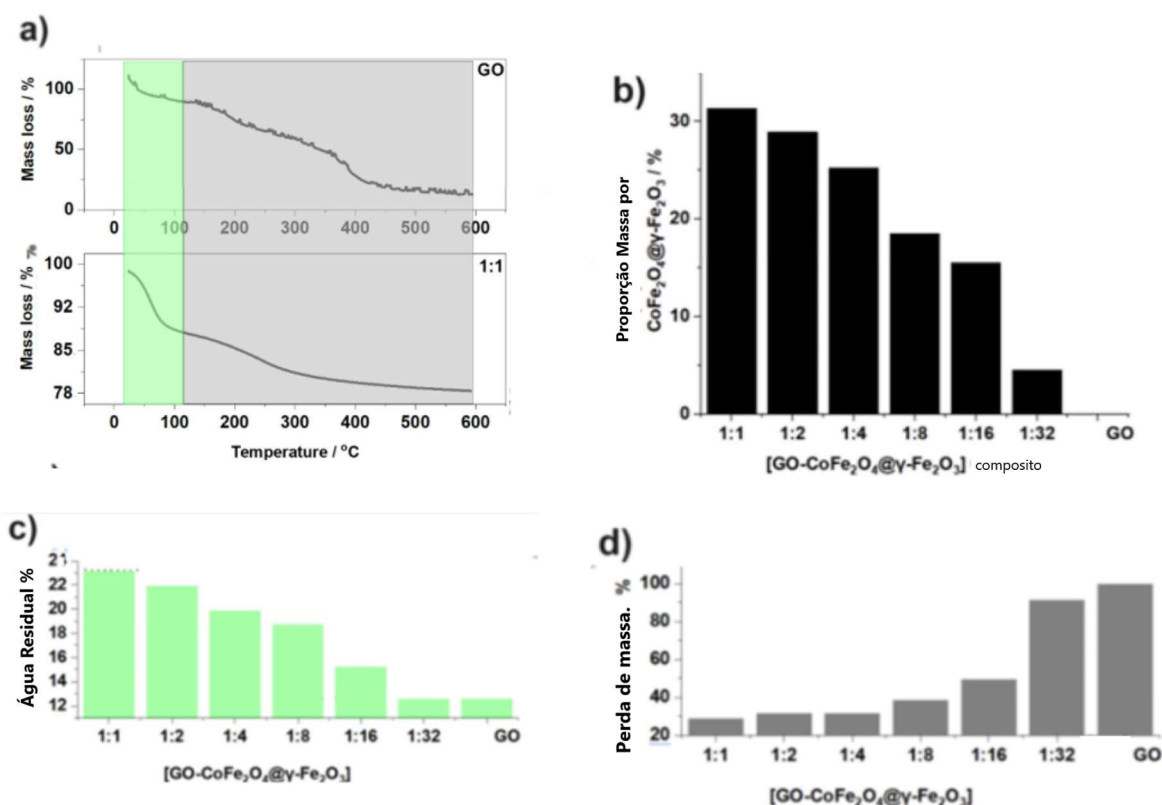 a)
GO
Mass loss / %
100
50
0
0 100 200 300 400 500 600
1:1
Mass loss / %
100
92
85
78
0 100 200 300 400 500 600
Temperature / °C
b)
Proporção Massa por
CoFe₂O₄@γ-Fe₂O₃ / %
30
20
10
0
1:1 1:2 1:4 1:8 1:16 1:32 GO
[GO-CoFe₂O₄@γ-Fe₂O₃] composito
c)
Água Residual %
21
22
20
18
16
14
12
1:1 1:2 1:4 1:8 1:16 1:32 GO
[GO-CoFe₂O₄@γ-Fe₂O₃]
d)
Perda de massa. %
100
80
60
40
20
1:1 1:2 1:4 1:8 1:16 1:32 GO
[GO-CoFe₂O₄@γ-Fe₂O₃]